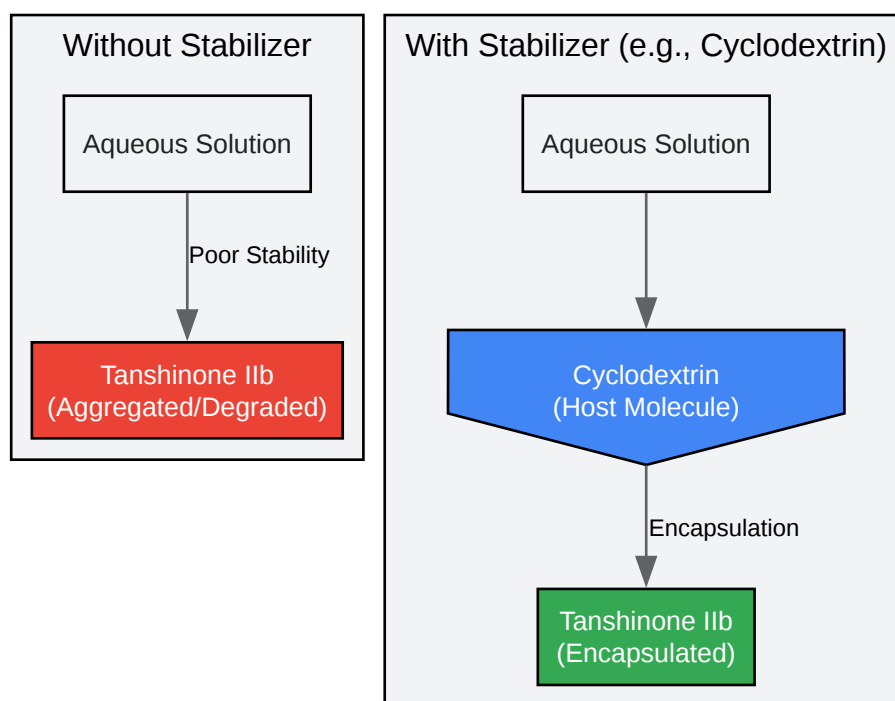 Without Stabilizer
Aqueous Solution
Poor Stability
Tanshinone IIb
(Aggregated/Degraded)
With Stabilizer (e.g., Cyclodextrin)
Aqueous Solution
Cyclodextrin
(Host Molecule)
Encapsulation
Tanshinone IIb
(Encapsulated)